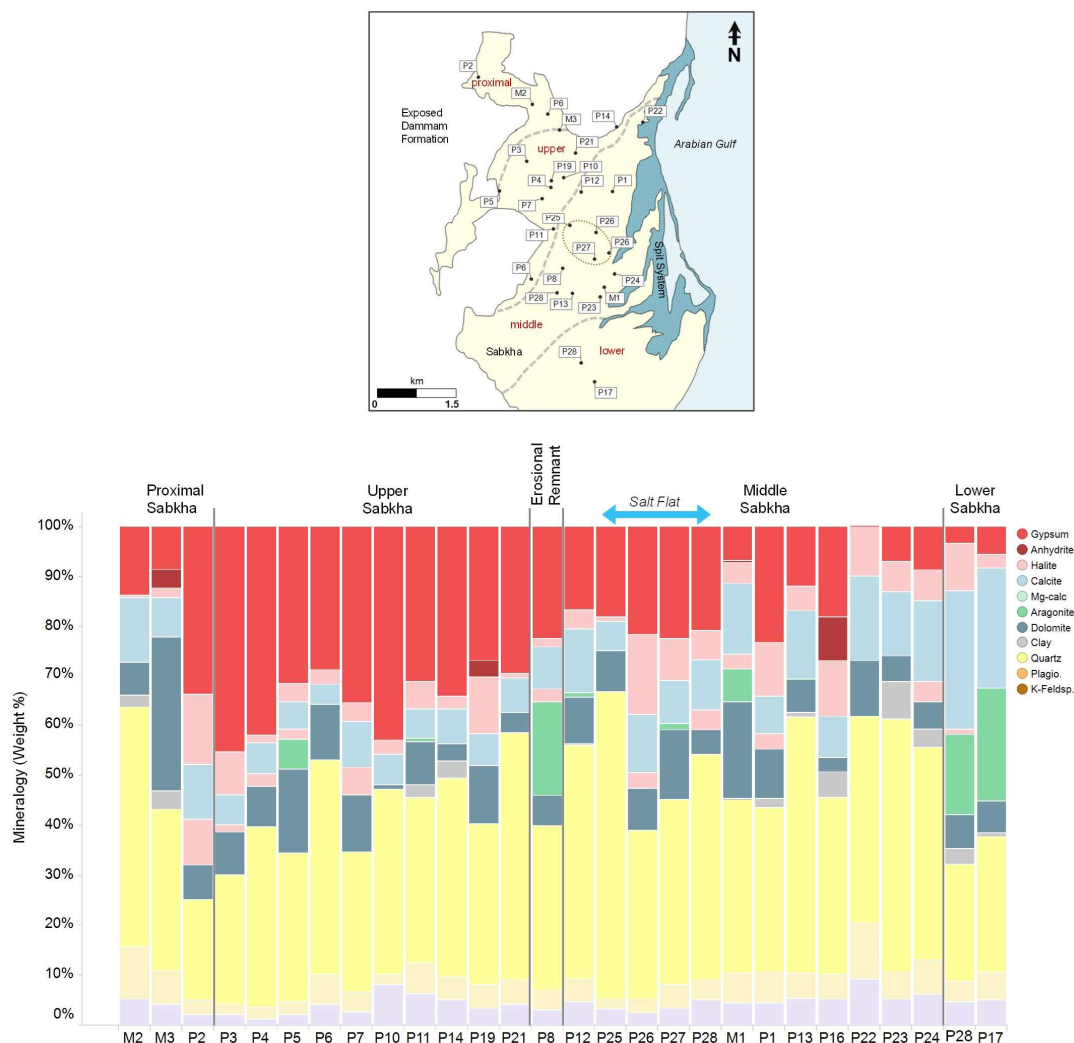 N
P2
proximal
M2
P6
Exposed
Dammam
Formation
M3
P14
P22
Arabian Gulf
P21
upper
P3
P19
P10
P4
P12
P1
P5
P7
P25
P26
P11
P27
P26
Spit System
P6
P8
P24
P28
P13
P23
M1
middle
Sabkha
lower
P28
km
0
1.5
P17
Proximal
Sabkha
Upper
Sabkha
Erosional
Remnant
Salt Flat
Middle
Sabkha
Lower
Sabkha
Mineralogy (Weight %)
100%
90%
80%
70%
60%
50%
40%
30%
20%
10%
0%
Gypsum
Anhydrite
Halite
Calcite
Mg-calc
Aragonite
Dolomite
Clay
Quartz
Plagio.
K-Feldsp.
M2 M3 P2 P3 P4 P5 P6 P7 P10 P11 P14 P19 P21 P8 P12 P25 P26 P27 P28 M1 P1 P13 P16 P22 P23 P24 P28 P17